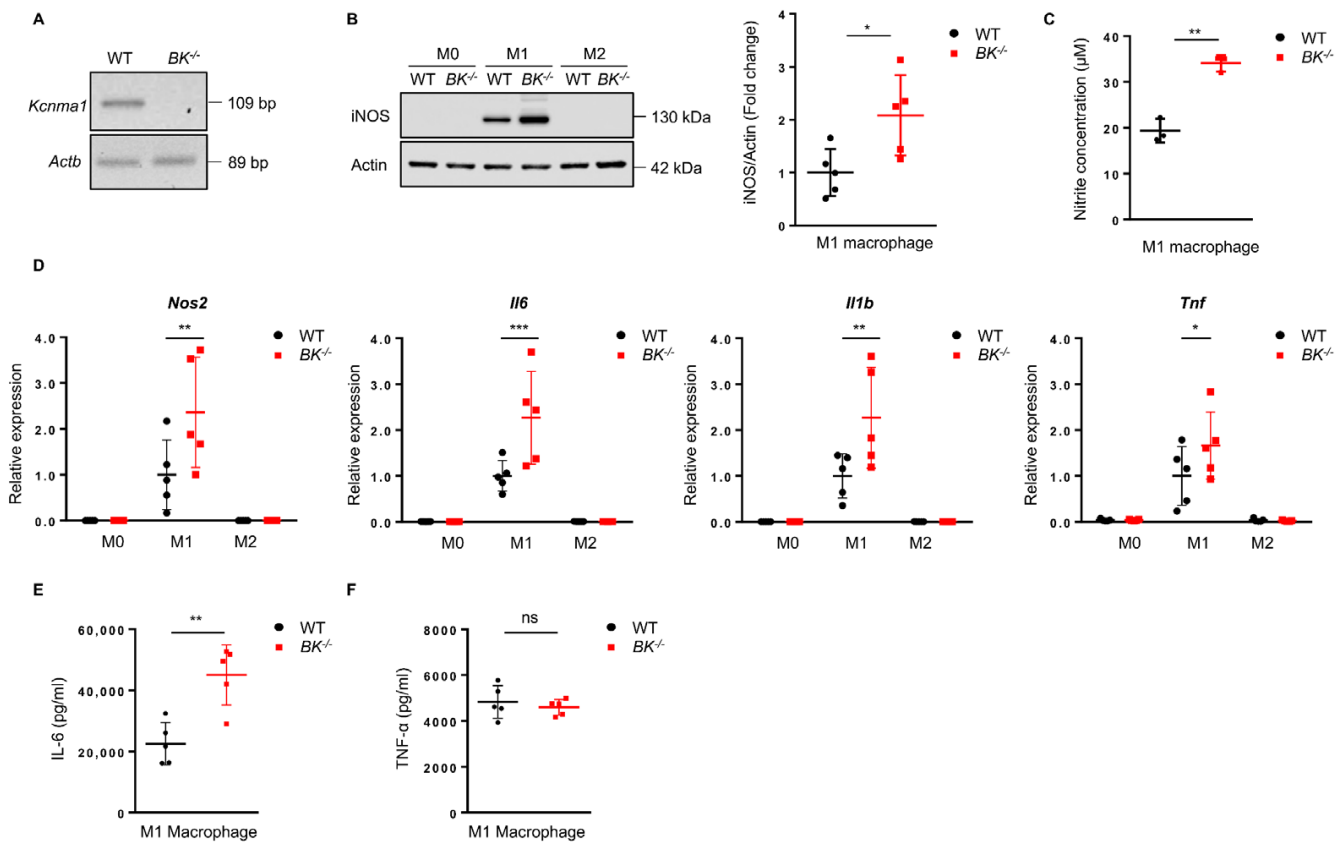 A
WT BK-/-
Kcnma1 109 bp
Actb 89 bp
B
M0 M1 M2
WT BK-/- WT BK-/- WT BK-/-
iNOS 130 kDa
Actin 42 kDa
iNOS/Actin (Fold change)
4
3
2
1
0
*
WT
BK-/-
M1 macrophage
C
Nitrite concentration (μM)
40
30
20
10
0
**
WT
BK-/-
M1 macrophage
D
Nos2
Relative expression
4.0
3.0
2.0
1.0
0.0
**
WT
BK-/-
M0 M1 M2
Il6
Relative expression
4.0
3.0
2.0
1.0
0.0
***
WT
BK-/-
M0 M1 M2
Il1b
Relative expression
4.0
3.0
2.0
1.0
0.0
**
WT
BK-/-
M0 M1 M2
Tnf
Relative expression
4.0
3.0
2.0
1.0
0.0
*
WT
BK-/-
M0 M1 M2
E
IL-6 (pg/ml)
60,000
40,000
20,000
0
**
WT
BK-/-
M1 Macrophage
F
TNF-α (pg/ml)
8000
6000
4000
2000
0
ns
WT
BK-/-
M1 Macrophage